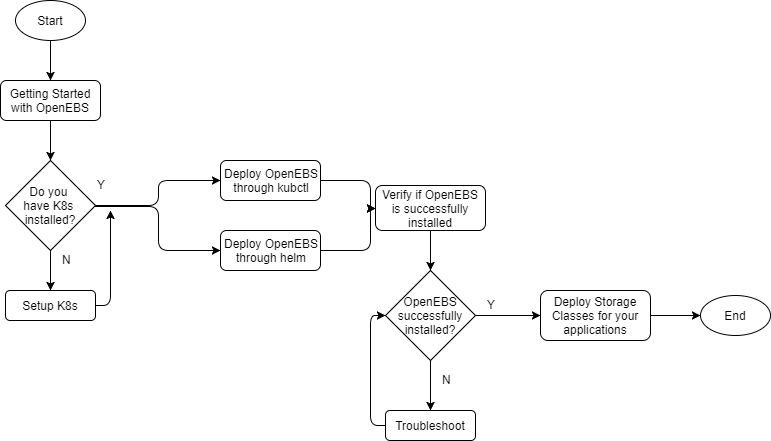 Start
Getting Started
with OpenEBS
Do you
have K8s
installed?
Y
N
Setup K8s
Deploy OpenEBS
through kubctl
Deploy OpenEBS
through helm
Verify if OpenEBS
is successfully
installed
OpenEBS
successfully
installed?
Y
N
Troubleshoot
Deploy Storage
Classes for your
applications
End